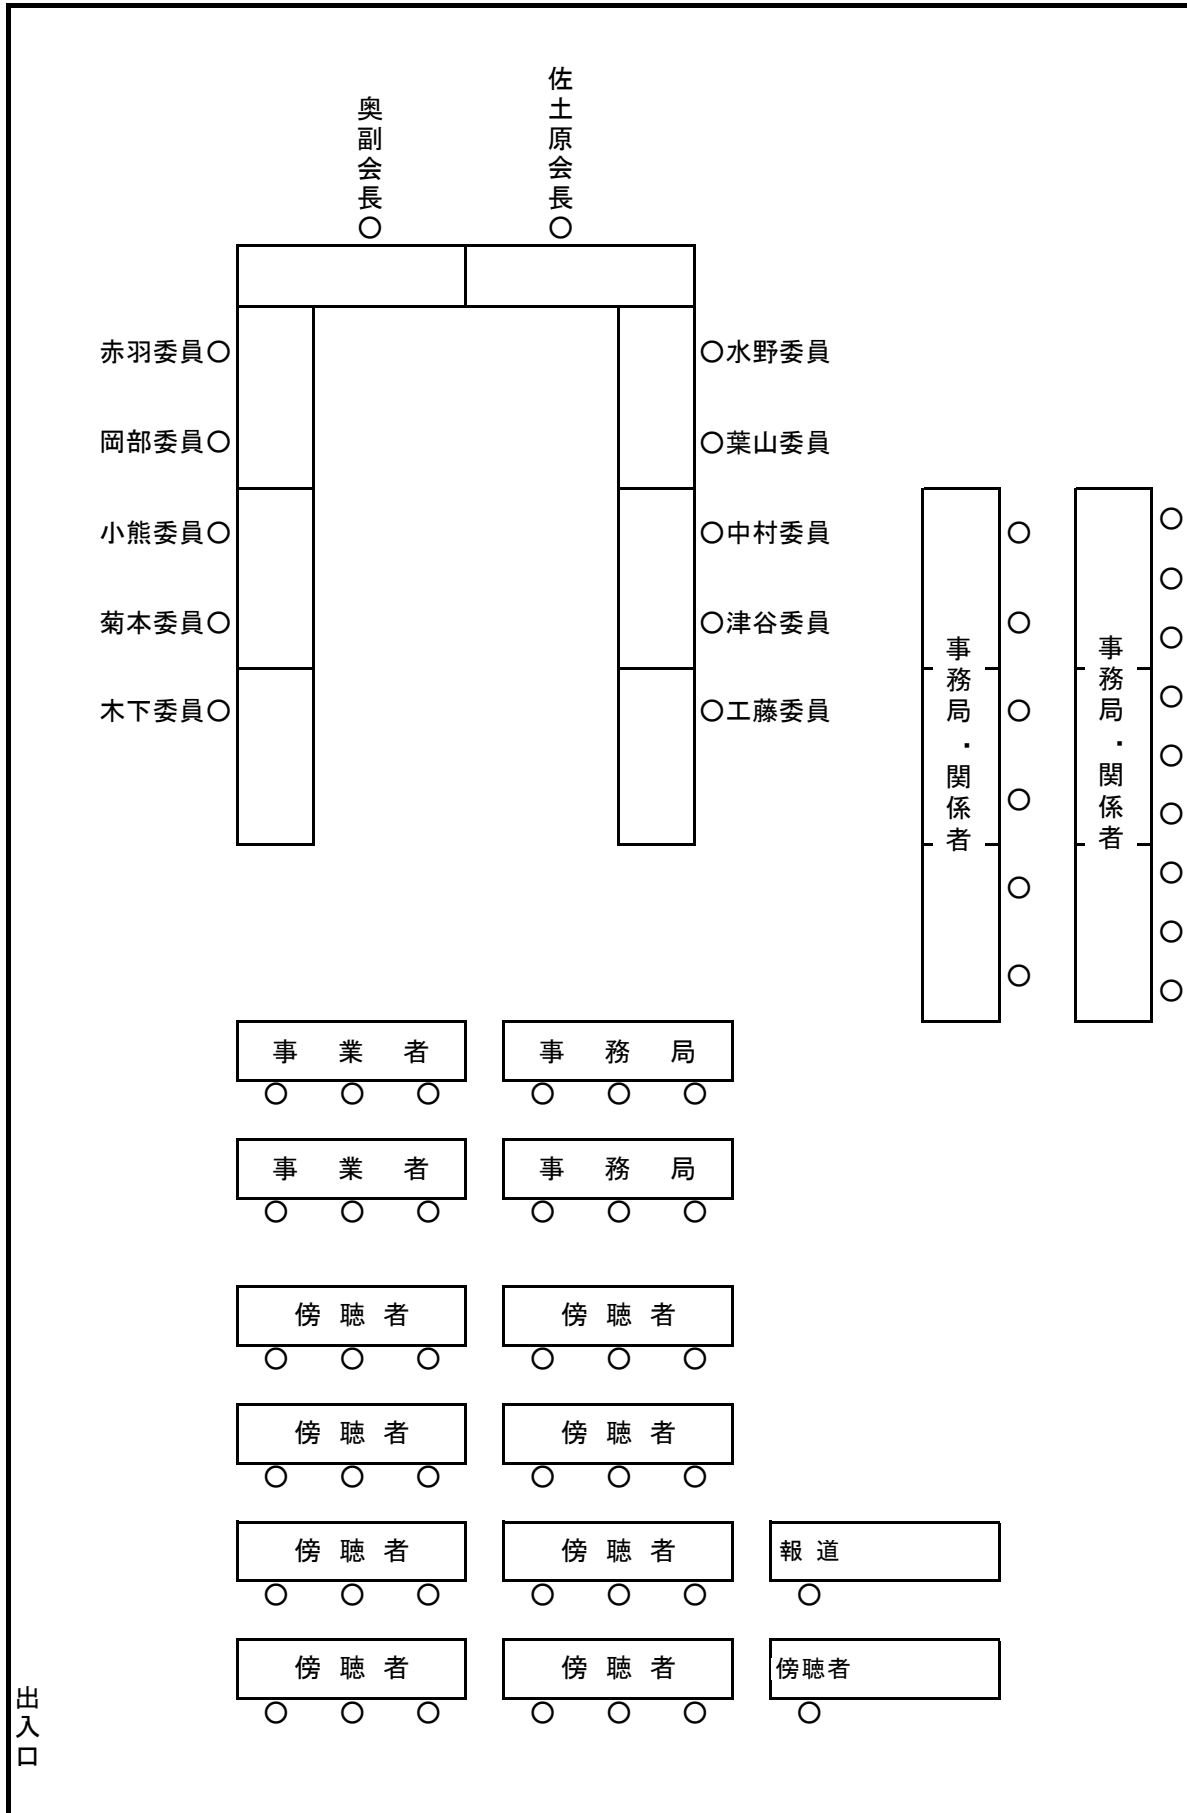 佐土原会長○
奥副会長○
赤羽委員○
○水野委員
岡部委員○
○葉山委員
小熊委員○
○中村委員
菊本委員○
○津谷委員
木下委員○
○工藤委員
事務局・関係者
事務局・関係者
事業者
事務局
事業者
事務局
傍聴者
傍聴者
傍聴者
傍聴者
傍聴者
傍聴者
報道
傍聴者
傍聴者
傍聴者
出入口